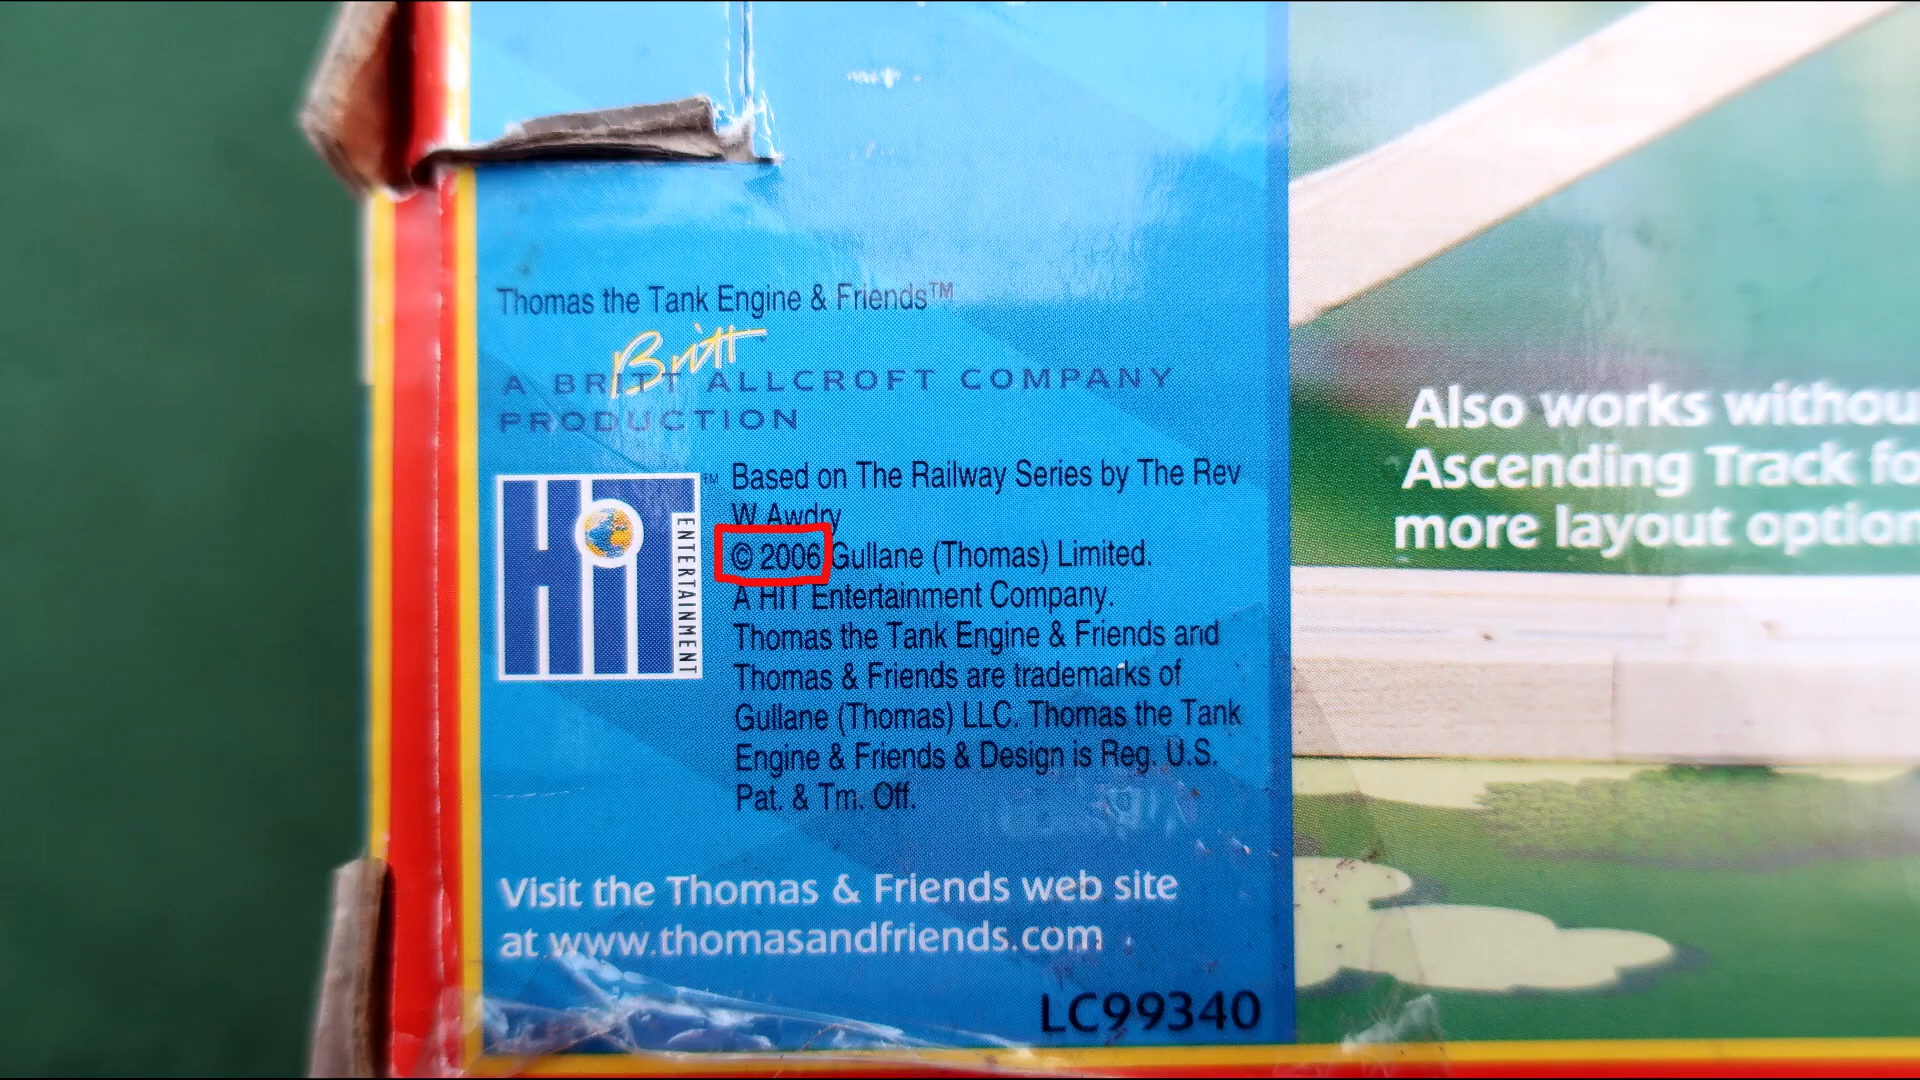 Thomas the Tank Engine & Friends™
Britt
A BRITT ALLCROFT COMPANY
PRODUCTION
HiT
ENTERTAINMENT
™
Based on The Railway Series by The Rev
W Awdry
© 2006 Gullane (Thomas) Limited.
A HIT Entertainment Company.
Thomas the Tank Engine & Friends and
Thomas & Friends are trademarks of
Gullane (Thomas) LLC. Thomas the Tank
Engine & Friends & Design is Reg. U.S.
Pat. & Tm. Off.
Visit the Thomas & Friends web site
at www.thomasandfriends.com
LC99340
Also works withou
Ascending Track fo
more layout option